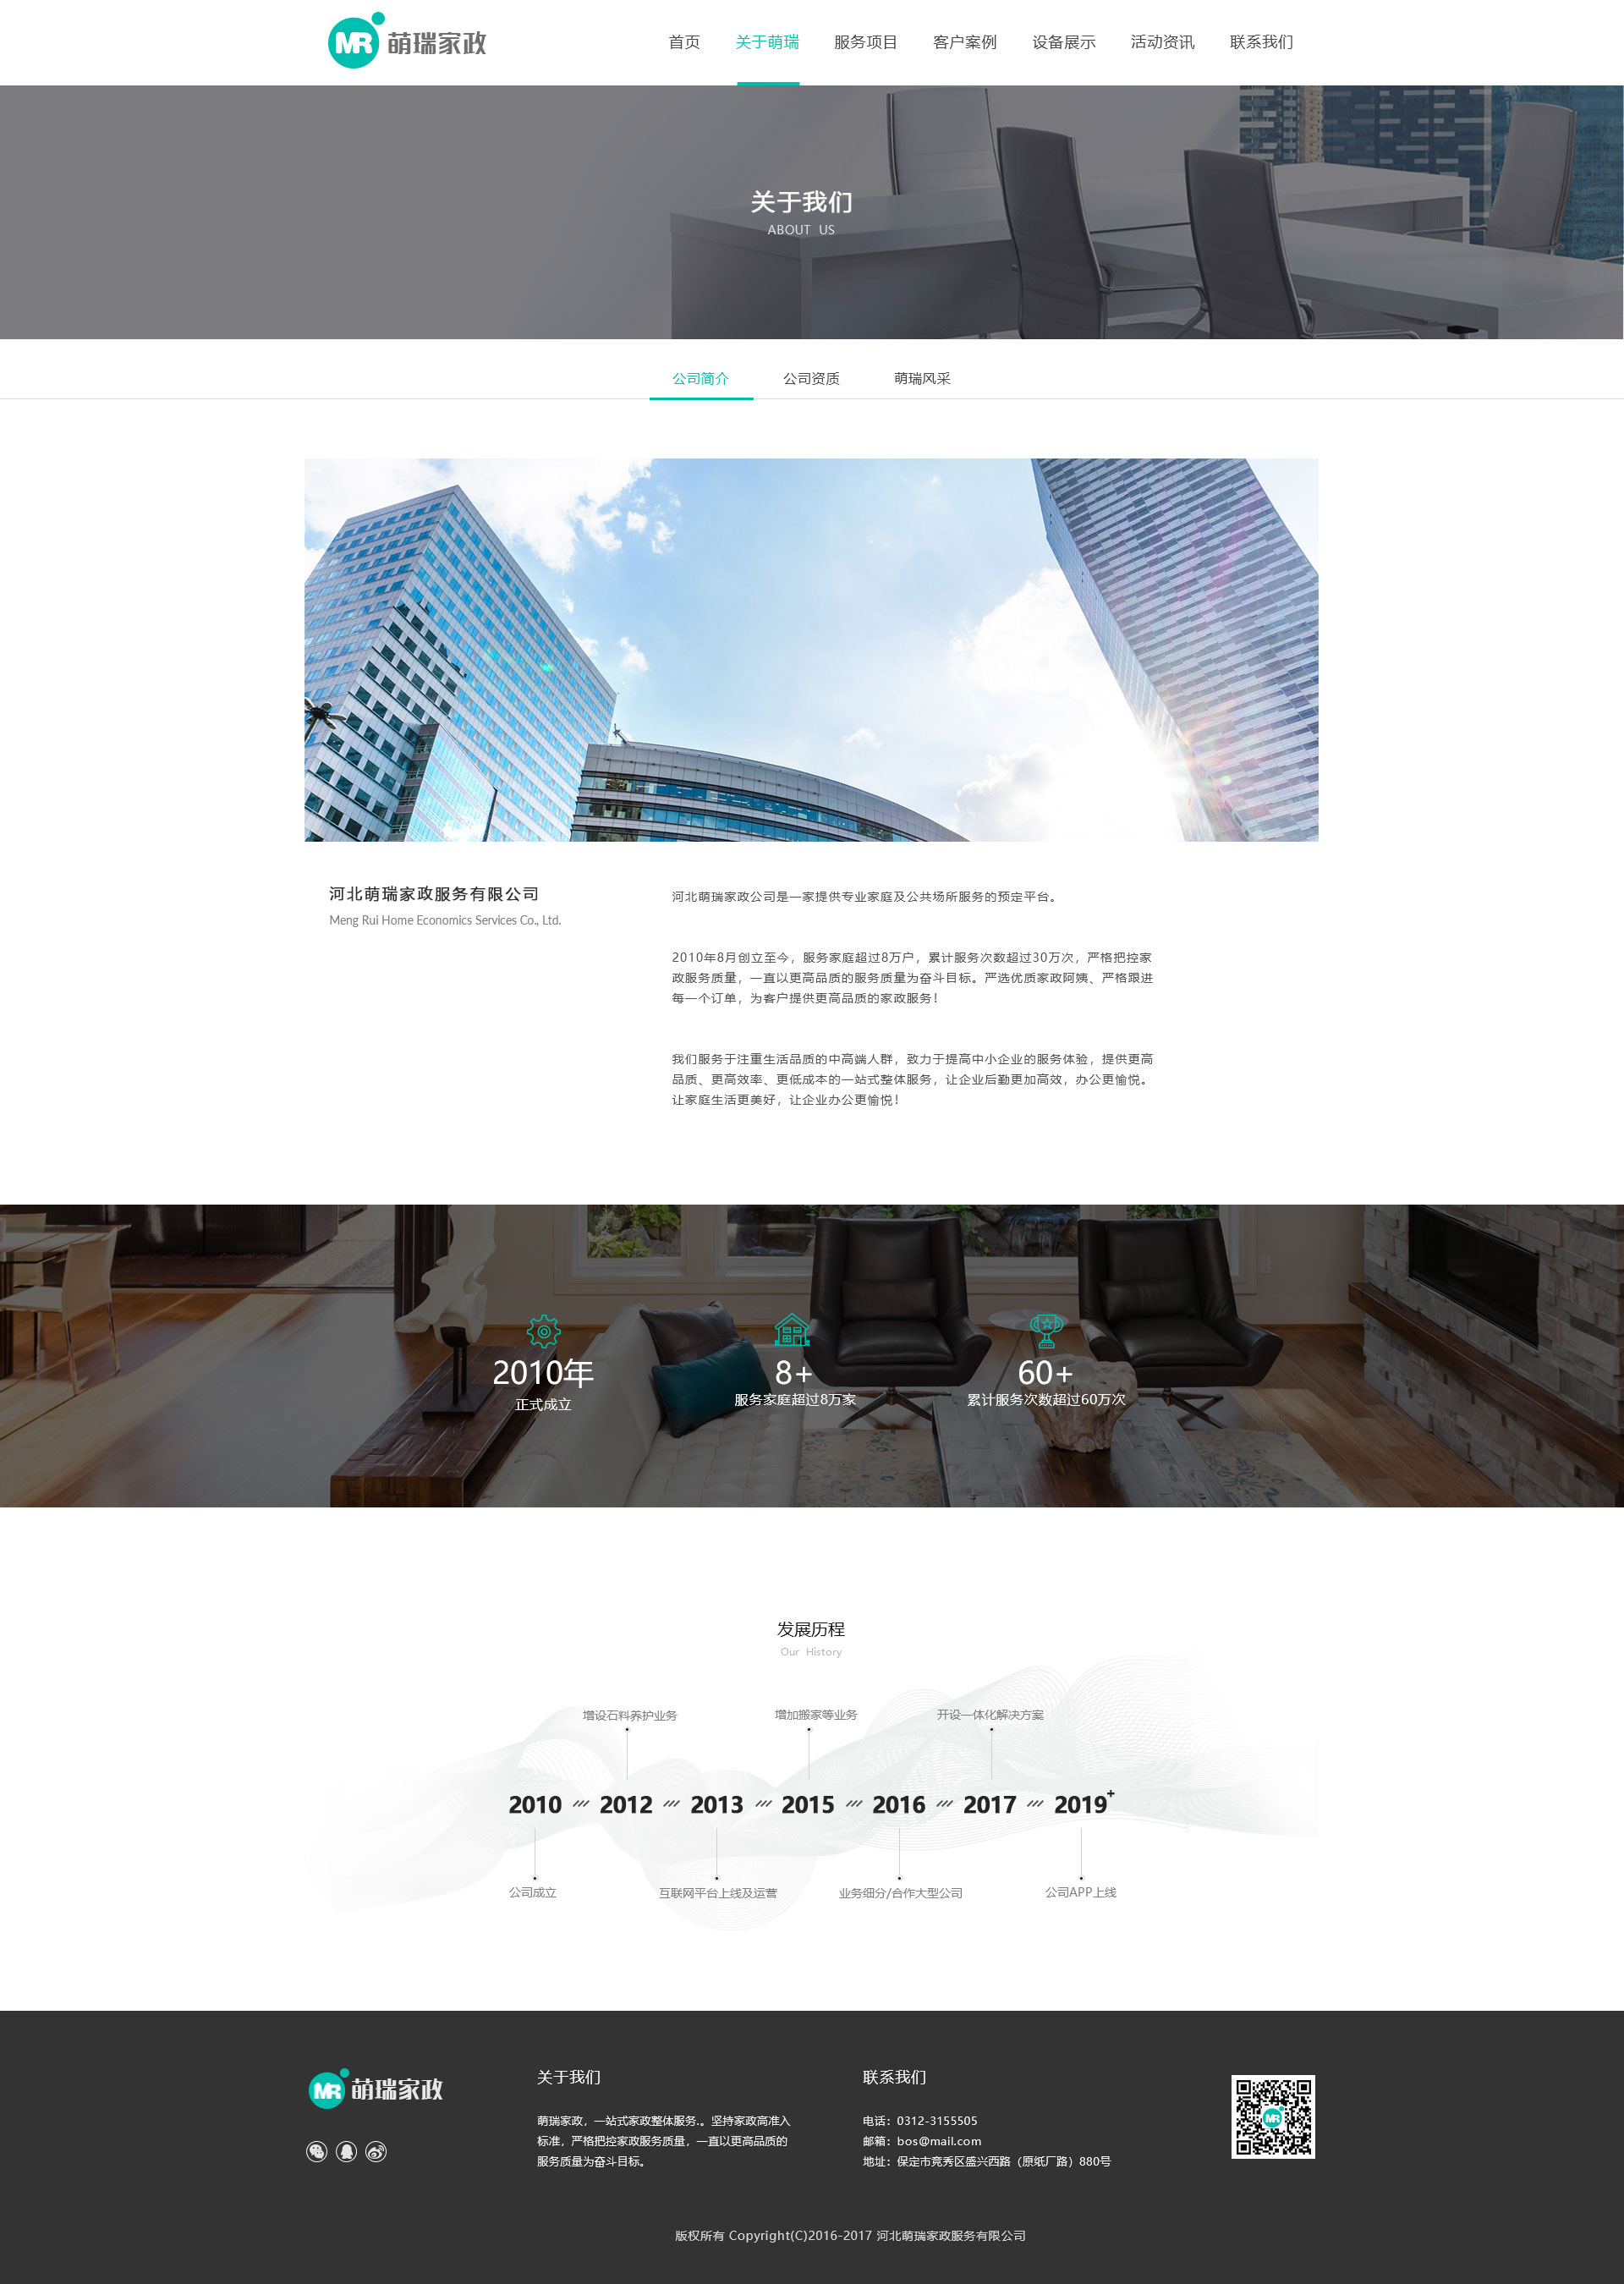 MR 萌瑞家政
首页 关于萌瑞 服务项目 客户案例 设备展示 活动资讯 联系我们
关于我们
ABOUT US
公司简介 公司资质 萌瑞风采
河北萌瑞家政服务有限公司
Meng Rui Home Economics Services Co., Ltd.
河北萌瑞家政公司是一家提供专业家庭及公共场所服务的预定平台。
2010年8月创立至今，服务家庭超过8万户，累计服务次数超过30万次，严格把控家
政服务质量，一直以更高品质的服务质量为奋斗目标。严选优质家政阿姨、严格跟进
每一个订单，为客户提供更高品质的家政服务！
我们服务于注重生活品质的中高端人群，致力于提高中小企业的服务体验，提供更高
品质、更高效率、更低成本的一站式整体服务，让企业后勤更加高效，办公更愉悦。
让家庭生活更美好，让企业办公更愉悦！
2010年
正式成立
8+
服务家庭超过8万家
60+
累计服务次数超过60万次
发展历程
Our History
增设石料养护业务 增加搬家等业务 开设一体化解决方案
2010 /// 2012 /// 2013 /// 2015 /// 2016 /// 2017 /// 2019+
公司成立 互联网平台上线及运营 业务细分/合作大型公司 公司APP上线
MR 萌瑞家政
关于我们
萌瑞家政，一站式家政整体服务.。坚持家政高准入
标准，严格把控家政服务质量，一直以更高品质的
服务质量为奋斗目标。
联系我们
电话：0312-3155505
邮箱：bos@mail.com
地址：保定市竞秀区盛兴西路（原纸厂路）880号
MR
版权所有 Copyright(C)2016-2017 河北萌瑞家政服务有限公司